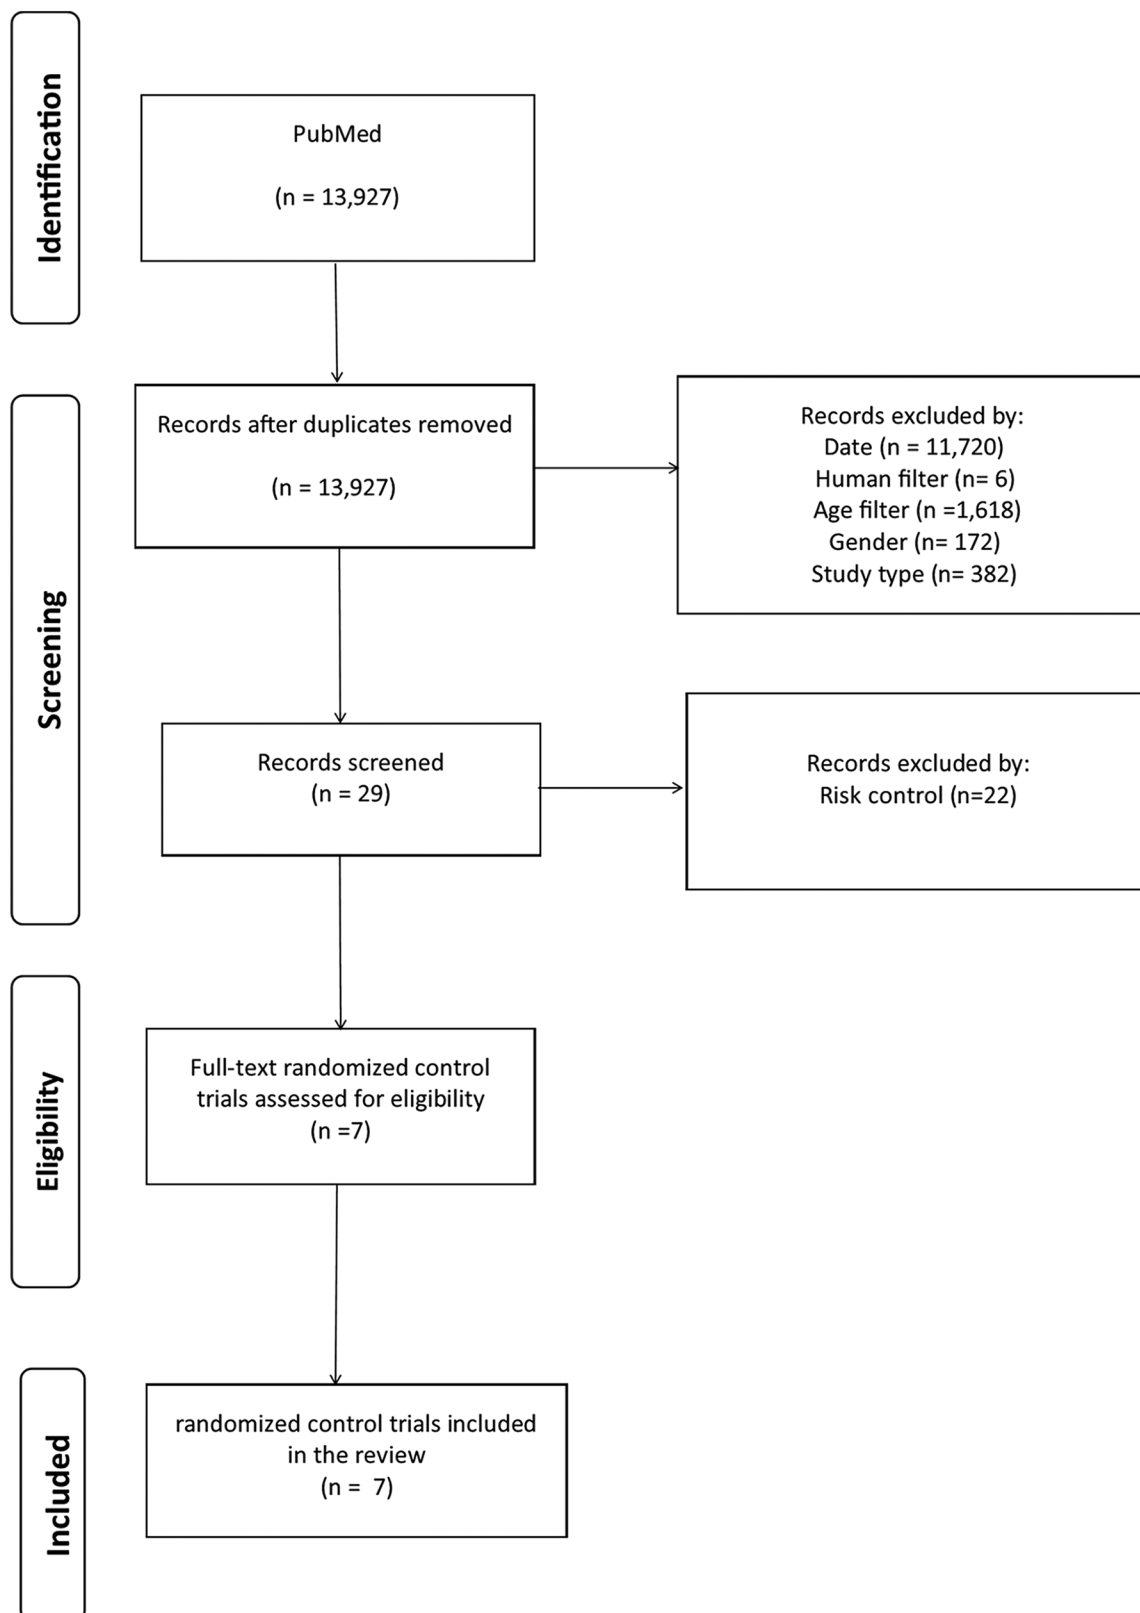 Identification
PubMed
(n = 13,927)
Screening
Records after duplicates removed
(n = 13,927)
Records excluded by:
Date (n = 11,720)
Human filter (n= 6)
Age filter (n =1,618)
Gender (n= 172)
Study type (n= 382)
Records screened
(n = 29)
Records excluded by:
Risk control (n=22)
Eligibility
Full-text randomized control
trials assessed for eligibility
(n =7)
Included
randomized control trials included
in the review
(n =  7)